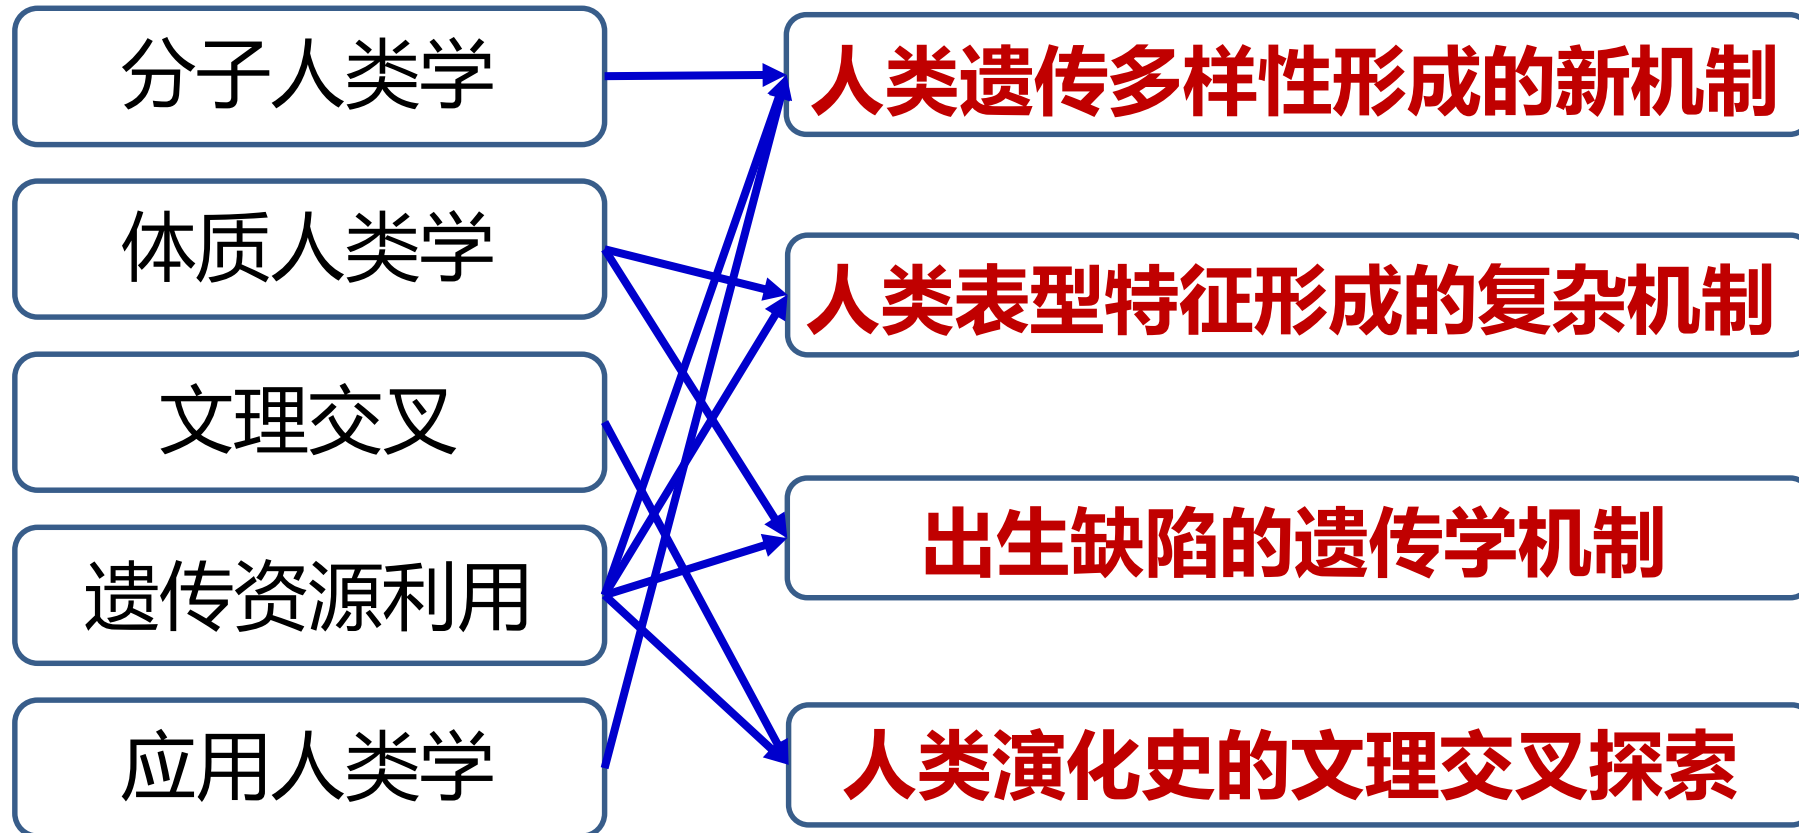 分子人类学
体质人类学
文理交叉
遗传资源利用
应用人类学
人类遗传多样性形成的新机制
人类表型特征形成的复杂机制
出生缺陷的遗传学机制
人类演化史的文理交叉探索